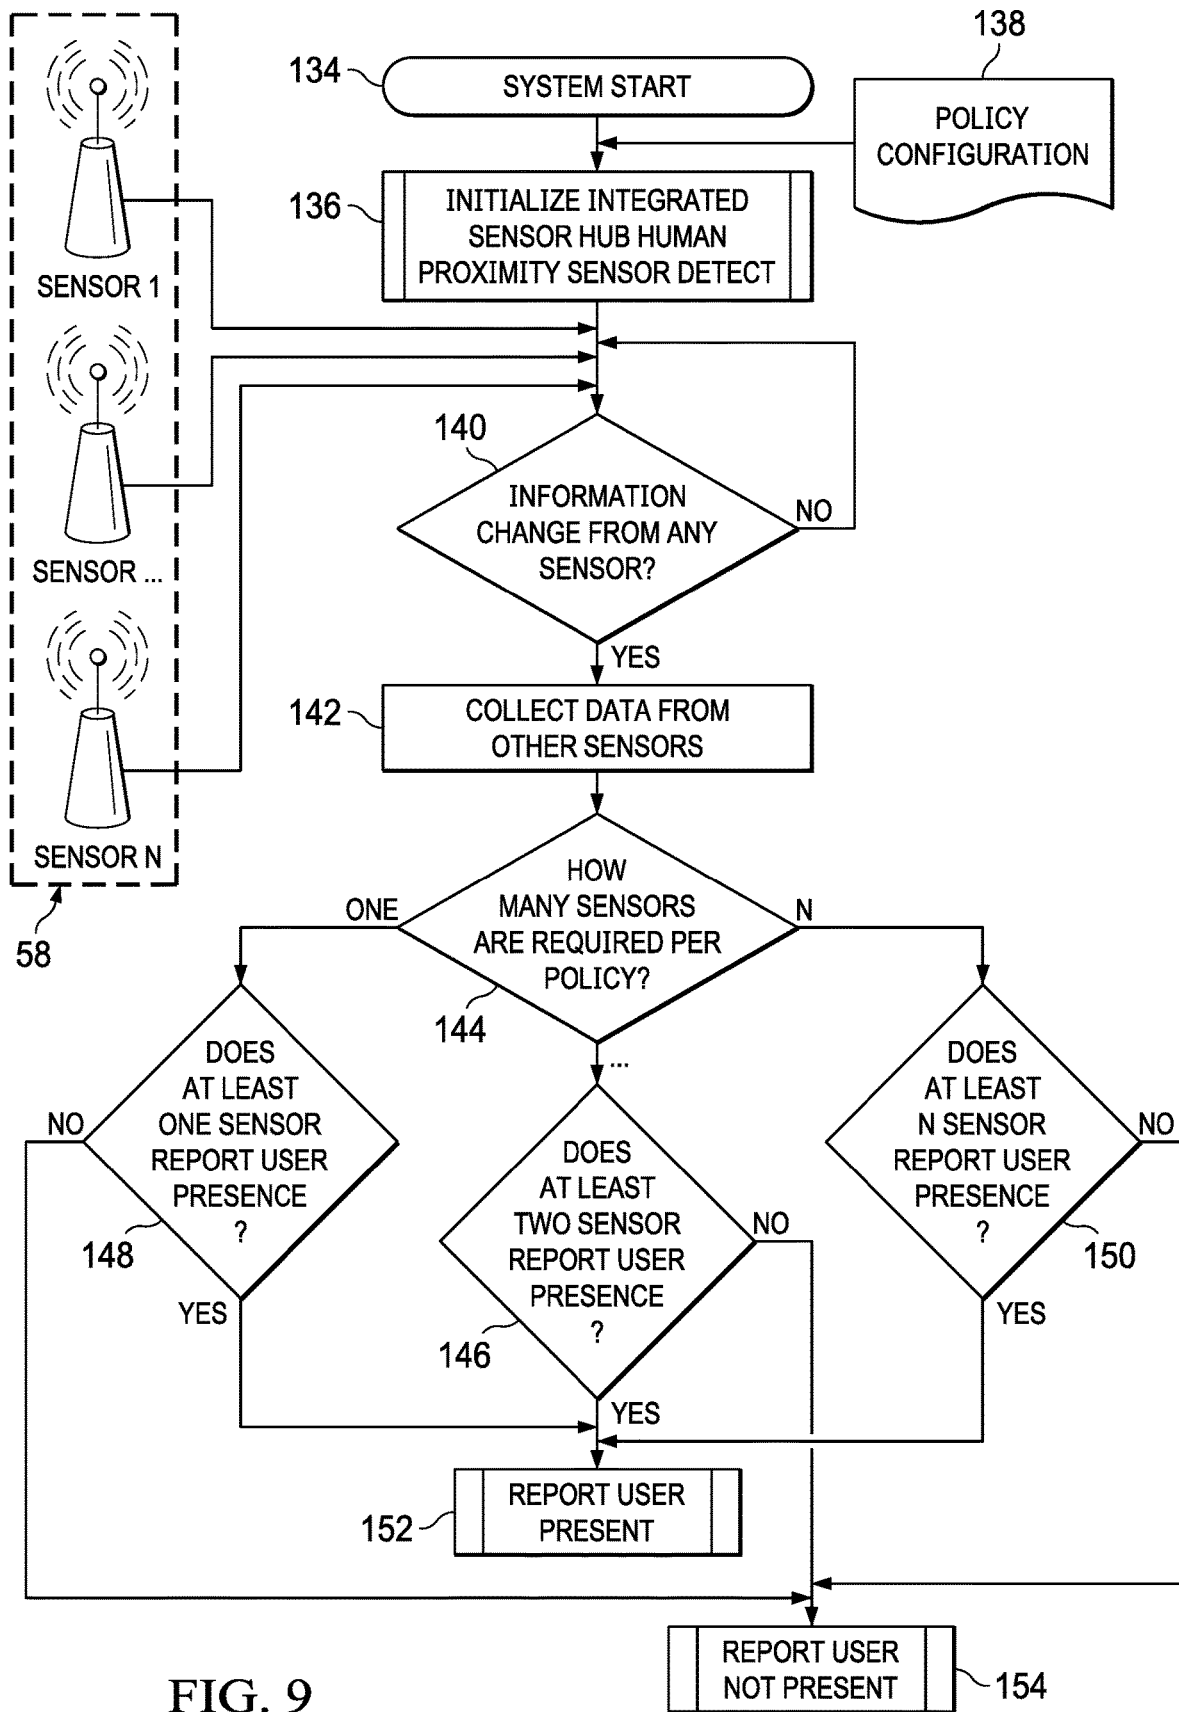 138
134
SYSTEM START
POLICY
CONFIGURATION
136
INITIALIZE INTEGRATED
SENSOR HUB HUMAN
PROXIMITY SENSOR DETECT
SENSOR 1
140
INFORMATION
CHANGE FROM ANY
SENSOR?
NO
SENSOR ...
YES
142
COLLECT DATA FROM
OTHER SENSORS
SENSOR N
58
HOW
MANY SENSORS
ARE REQUIRED PER
POLICY?
ONE
N
144
...
DOES
AT LEAST
ONE SENSOR
REPORT USER
PRESENCE
?
NO
148
YES
DOES
AT LEAST
TWO SENSOR
REPORT USER
PRESENCE
?
NO
146
YES
DOES
AT LEAST
N SENSOR
REPORT USER
PRESENCE
?
NO
150
YES
152
REPORT USER
PRESENT
REPORT USER
NOT PRESENT
154
FIG. 9